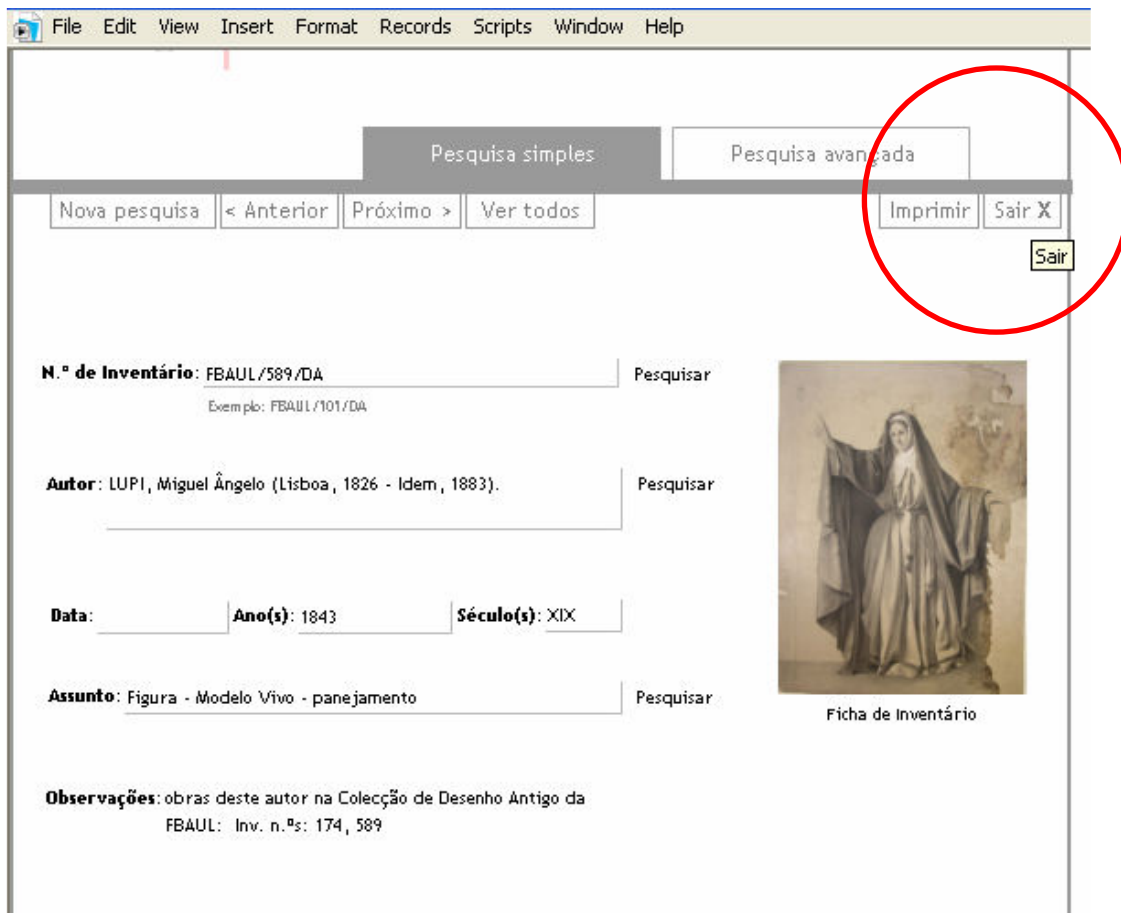 File Edit View Insert Format Records Scripts Window Help
Pesquisa simples Pesquisa avançada
Nova pesquisa < Anterior Próximo > Ver todos Imprimir Sair X
Sair
N.º de Inventário: FBAUL/589/DA Pesquisar
Exemplo: FBAUL/101/DA
Autor: LUPI, Miguel Ângelo (Lisboa, 1826 - Idem, 1883). Pesquisar
Data: Ano(s): 1843 Século(s): XIX
Assunto: Figura - Modelo Vivo - panejamento Pesquisar
Ficha de Inventário
Observações: obras deste autor na Colecção de Desenho Antigo da
FBAUL: Inv. n.ºs: 174, 589